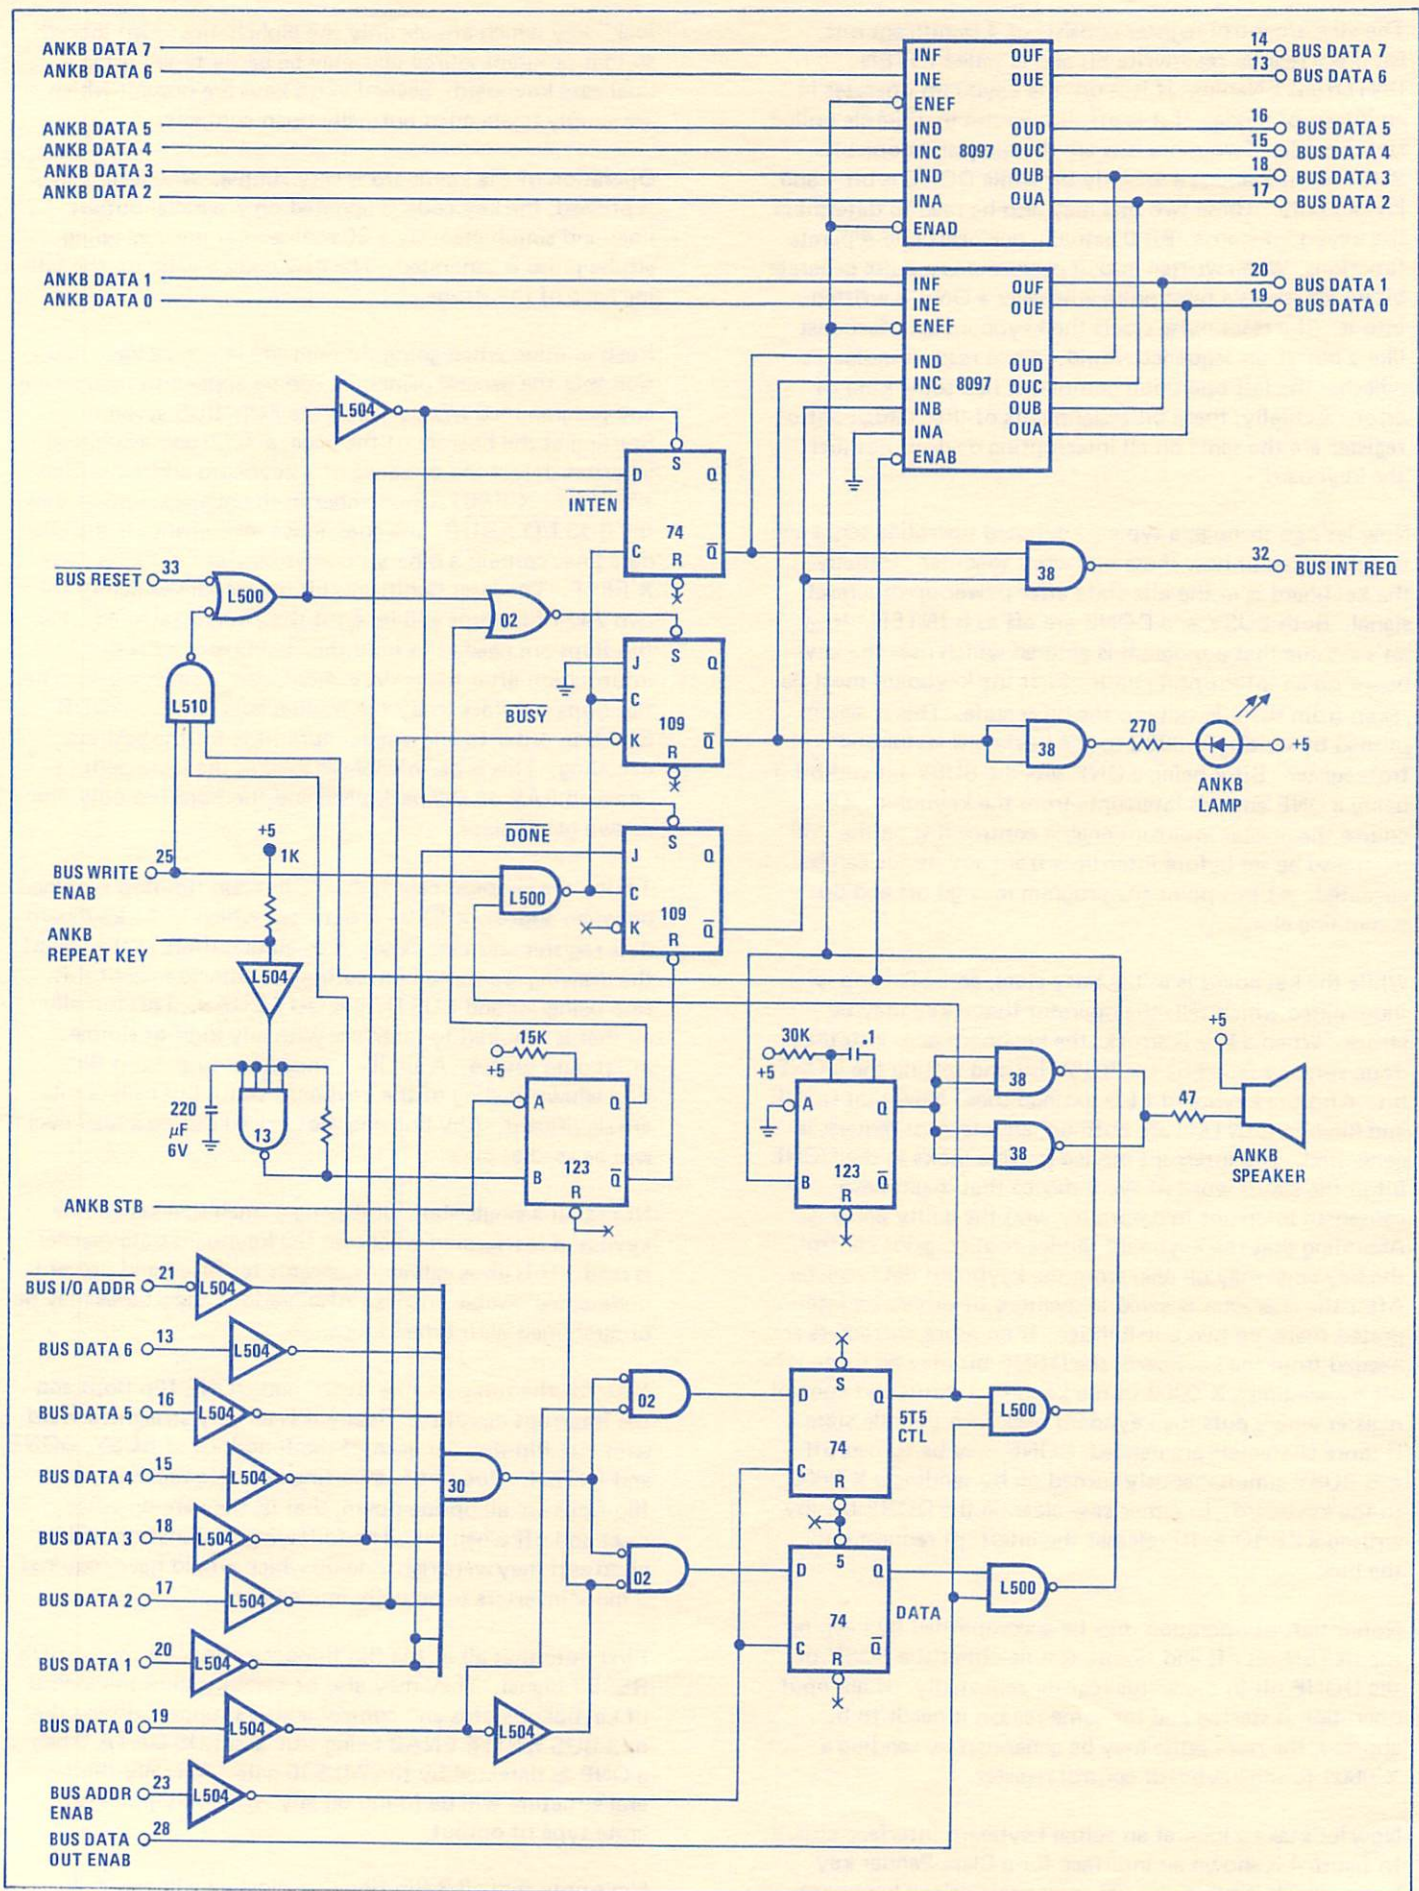 ANKB DATA 7
ANKB DATA 6
ANKB DATA 5
ANKB DATA 4
ANKB DATA 3
ANKB DATA 2
ANKB DATA 1
ANKB DATA 0
INF OUF
INE OUE
ENEF
IND OUD
INC 8097 OUC
IND OUB
INA OUA
ENAD
14 BUS DATA 7
13 BUS DATA 6
16 BUS DATA 5
15 BUS DATA 4
18 BUS DATA 3
17 BUS DATA 2
INF OUF
INE OUE
ENEF
IND OUD
INC 8097 OUC
INB OUB
INA OUA
ENAB
20 BUS DATA 1
19 BUS DATA 0
L504
INTEN
D S Q
74
C R Q
38
32 BUS INT REQ
BUS RESET 33
L500
02
L510
BUSY
S
J Q
C
109
K R Q
38
270
+5
ANKB
LAMP
DONE
S
J Q
C
109
K R Q
BUS WRITE
ENAB
25
L500
+5
1K
ANKB
REPEAT KEY
L504
220
μF
6V
13
15K
+5
A Q
123
B R Q
ANKB STB
30K
.1
+5
A Q
123
B R Q
38
38
47
+5
ANKB
SPEAKER
BUS I/O ADDR 21 L504
BUS DATA 6 13 L504
BUS DATA 5 16 L504
BUS DATA 4 15 L504
BUS DATA 3 18 L504
BUS DATA 2 17 L504
BUS DATA 1 20 L504
BUS DATA 0 19 L504
L504
BUS ADDR
ENAB
23
L504
BUS DATA
OUT ENAB
28
30
02
02
S
D Q
74
C R
5T5
CTL
L500
5
D Q
74
C Q
R
DATA
L500